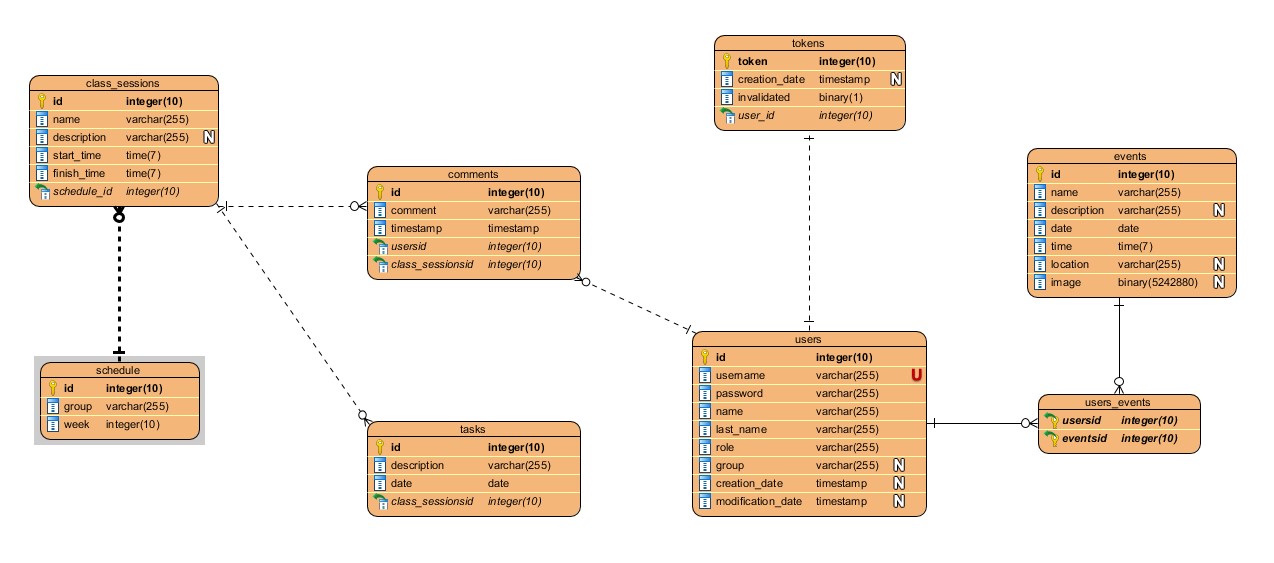 class_sessions
id integer(10)
name varchar(255)
description varchar(255) N
start_time time(7)
finish_time time(7)
schedule_id integer(10)
schedule
id integer(10)
group varchar(255)
week integer(10)
comments
id integer(10)
comment varchar(255)
timestamp timestamp
usersid integer(10)
class_sessionsid integer(10)
tasks
id integer(10)
description varchar(255)
date date
class_sessionsid integer(10)
tokens
token integer(10)
creation_date timestamp N
invalidated binary(1)
user_id integer(10)
users
id integer(10)
username varchar(255) U
password varchar(255)
name varchar(255)
last_name varchar(255)
role varchar(255)
group varchar(255) N
creation_date timestamp N
modification_date timestamp N
events
id integer(10)
name varchar(255)
description varchar(255) N
date date
time time(7)
location varchar(255) N
image binary(5242880) N
users_events
usersid integer(10)
eventsid integer(10)